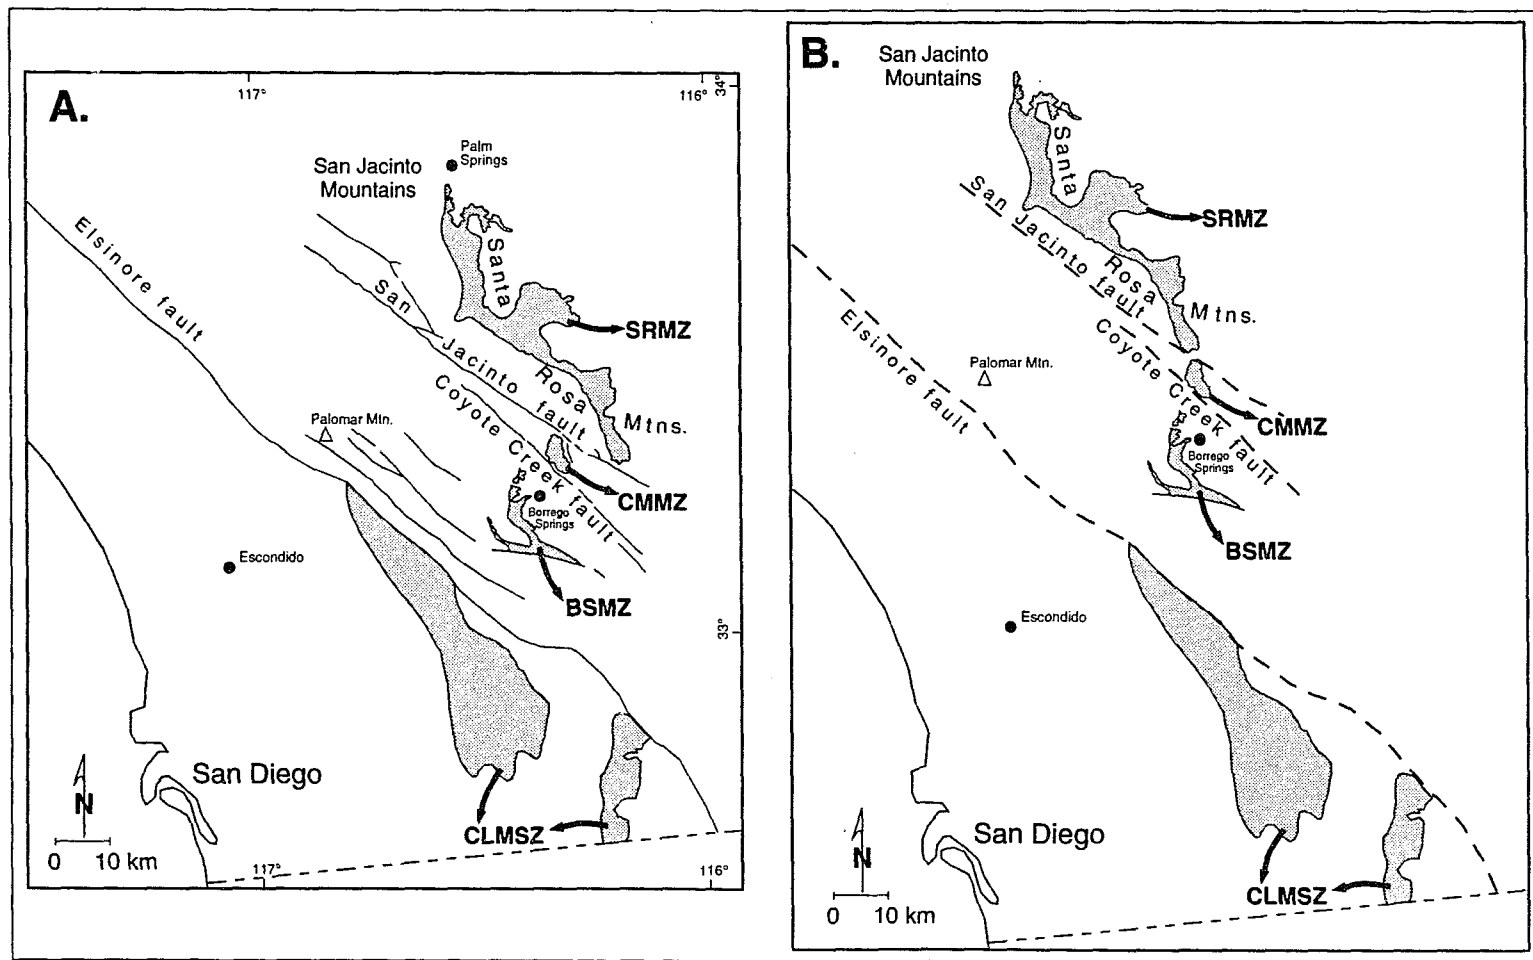 A.
117°
116°
34°
Palm
Springs
San Jacinto
Mountains
Elsinore fault
Santa
Rosa
Mtns.
SRMZ
San Jacinto fault
Coyote Creek fault
Palomar Mtn.
CMMZ
Borrego
Springs
BSMZ
Escondido
33°
San Diego
N
0 10 km
CLMSZ
117°
116°
B.
San Jacinto
Mountains
Santa
Rosa
Mtns.
SRMZ
San Jacinto fault
Elsinore fault
Coyote Creek fault
Palomar Mtn.
CMMZ
Borrego
Springs
BSMZ
Escondido
San Diego
N
0 10 km
CLMSZ